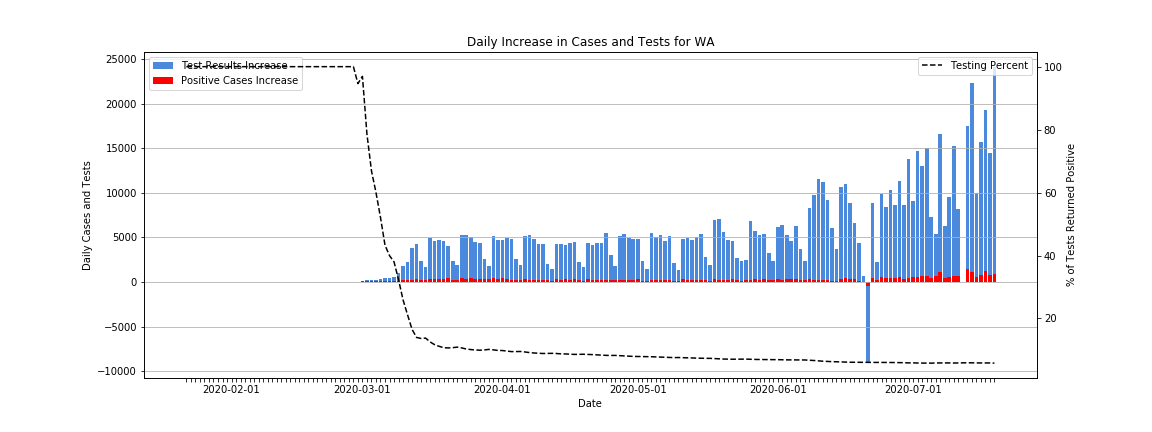 Daily Increase in Cases and Tests for WA
Test Results Increase
Positive Cases Increase
Testing Percent
25000
20000
15000
10000
5000
0
−5000
−10000
100
80
60
40
20
Daily Cases and Tests
% of Tests Returned Positive
2020-02-01
2020-03-01
2020-04-01
2020-05-01
2020-06-01
2020-07-01
Date